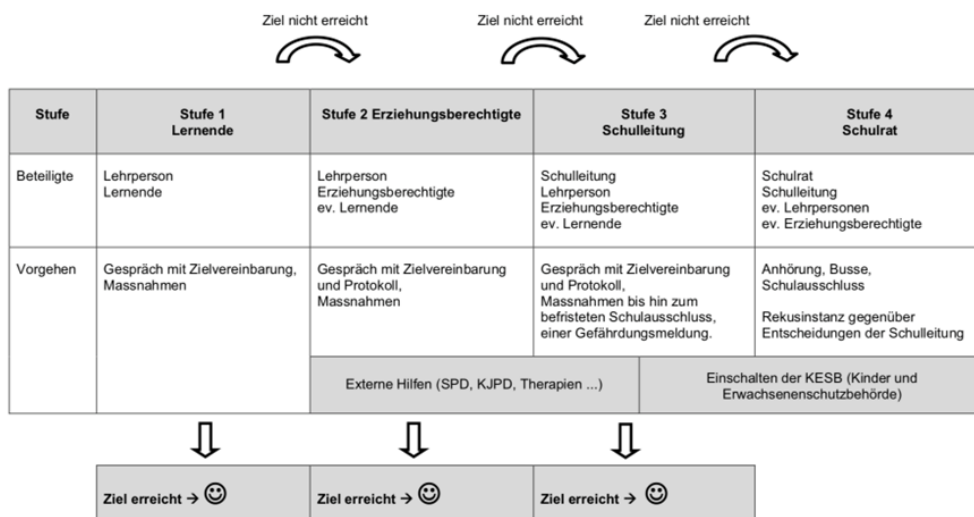 Ziel nicht erreicht
Ziel nicht erreicht
Ziel nicht erreicht
Stufe
Stufe 1
Lernende
Stufe 2 Erziehungsberechtigte
Stufe 3
Schulleitung
Stufe 4
Schulrat
Beteiligte
Lehrperson
Lernende
Lehrperson
Erziehungsberechtigte
ev. Lernende
Schulleitung
Lehrperson
Erziehungsberechtigte
ev. Lernende
Schulrat
Schulleitung
ev. Lehrpersonen
ev. Erziehungsberechtigte
Vorgehen
Gespräch mit Zielvereinbarung,
Massnahmen
Gespräch mit Zielvereinbarung
und Protokoll,
Massnahmen
Gespräch mit Zielvereinbarung
und Protokoll,
Massnahmen bis hin zum
befristeten Schulausschluss,
einer Gefährdungsmeldung.
Anhörung, Busse,
Schulausschluss
Rekusinstanz gegenüber
Entscheidungen der Schulleitung
Externe Hilfen (SPD, KJPD, Therapien ...)
Einschalten der KESB (Kinder und
Erwachsenenschutzbehörde)
Ziel erreicht → ☺
Ziel erreicht → ☺
Ziel erreicht → ☺